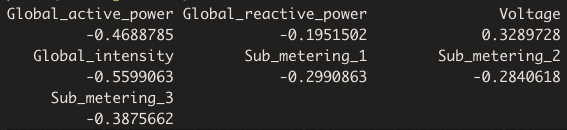 Global_active_power Global_reactive_power Voltage
-0.4688785 -0.1951502 0.3289728
Global_intensity Sub_metering_1 Sub_metering_2
-0.5599063 -0.2990863 -0.2840618
Sub_metering_3
-0.3875662